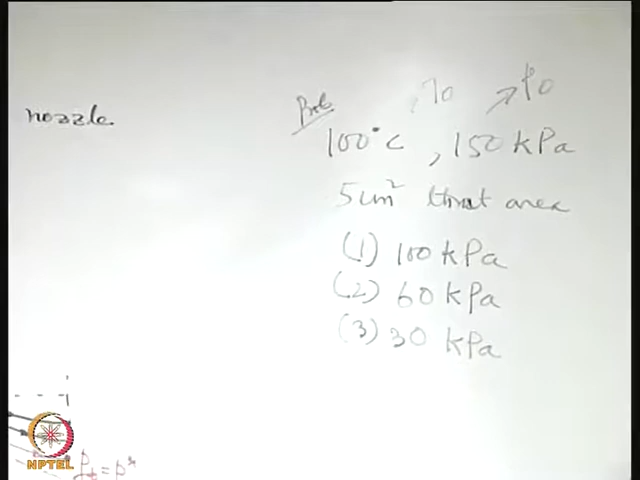 nozzle
Prob T0 p0
100°C, 150 kPa
5 cm² throat area
(1) 100 kPa
(2) 60 kPa
(3) 30 kPa
Pt = P*
NPTEL